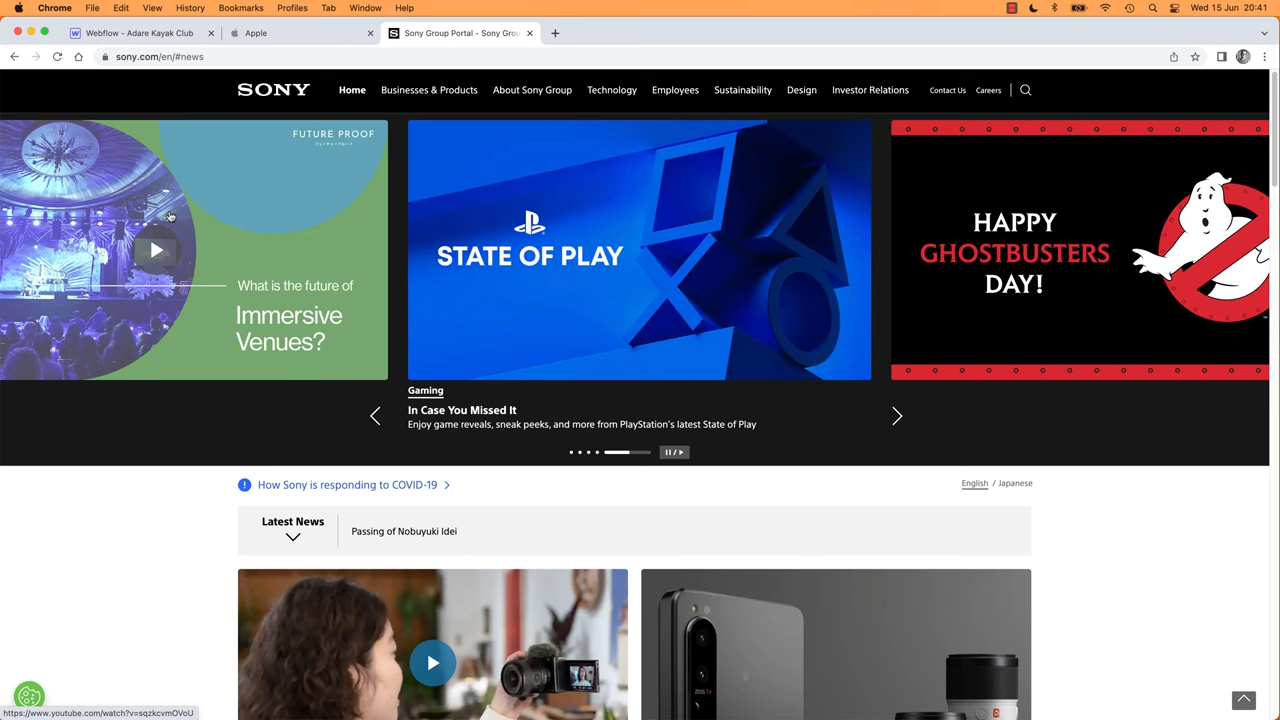 Chrome File Edit View History Bookmarks Profiles Tab Window Help Wed 15 Jun 20:41
Webflow - Adare Kayak Club Apple Sony Group Portal - Sony Grou
sony.com/en/#news
SONY Home Businesses & Products About Sony Group Technology Employees Sustainability Design Investor Relations Contact Us Careers
FUTURE PROOF
What is the future of
Immersive
Venues?
STATE OF PLAY
HAPPY
GHOSTBUSTERS
DAY!
Gaming
In Case You Missed It
Enjoy game reveals, sneak peeks, and more from PlayStation's latest State of Play
How Sony is responding to COVID-19
English / Japanese
Latest News
Passing of Nobuyuki Idei
https://www.youtube.com/watch?v=sqzkcvmOVoU